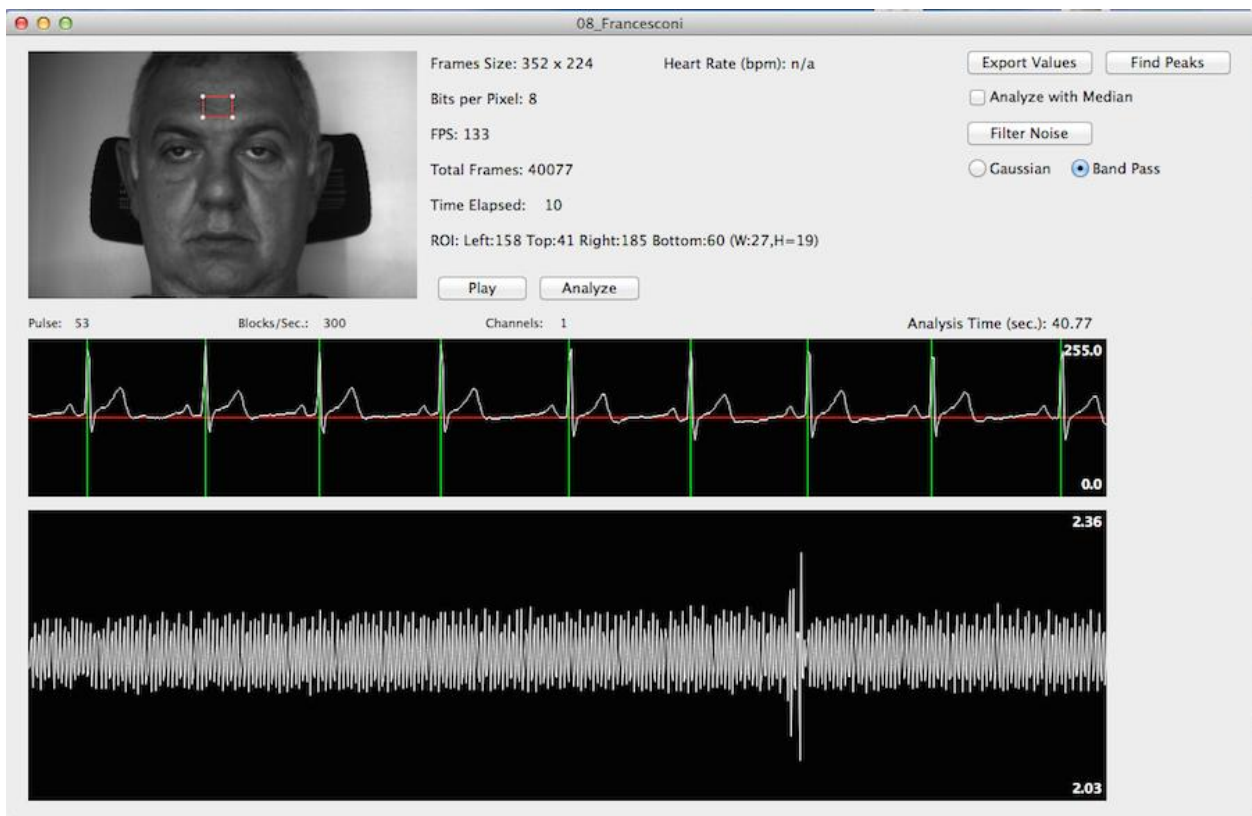 08_Francesconi
Frames Size: 352 x 224 Heart Rate (bpm): n/a Export Values Find Peaks
Bits per Pixel: 8 Analyze with Median
FPS: 133 Filter Noise
Total Frames: 40077 Gaussian Band Pass
Time Elapsed: 10
ROI: Left:158 Top:41 Right:185 Bottom:60 (W:27,H=19)
Play Analyze
Pulse: 53 Blocks/Sec.: 300 Channels: 1 Analysis Time (sec.): 40.77
255.0
0.0
2.36
2.03